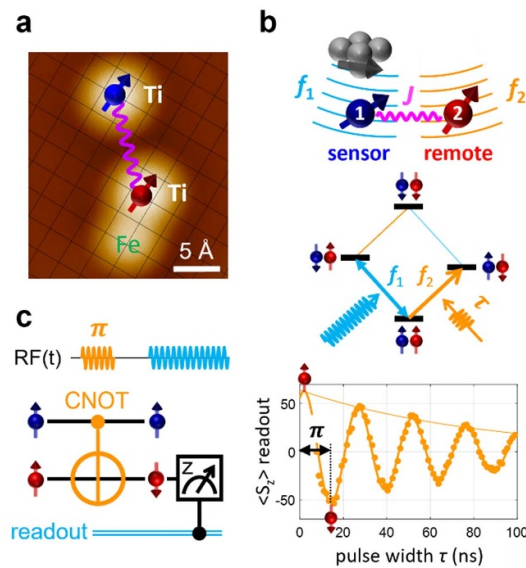 a
Ti
Ti
Fe
5 Å
b
f1
J
f2
1
2
sensor
remote
f1
f2
τ
c
π
RF(t)
CNOT
Z
readout
<Sz> readout
50
0
-50
π
0
20
40
60
80
100
pulse width τ (ns)